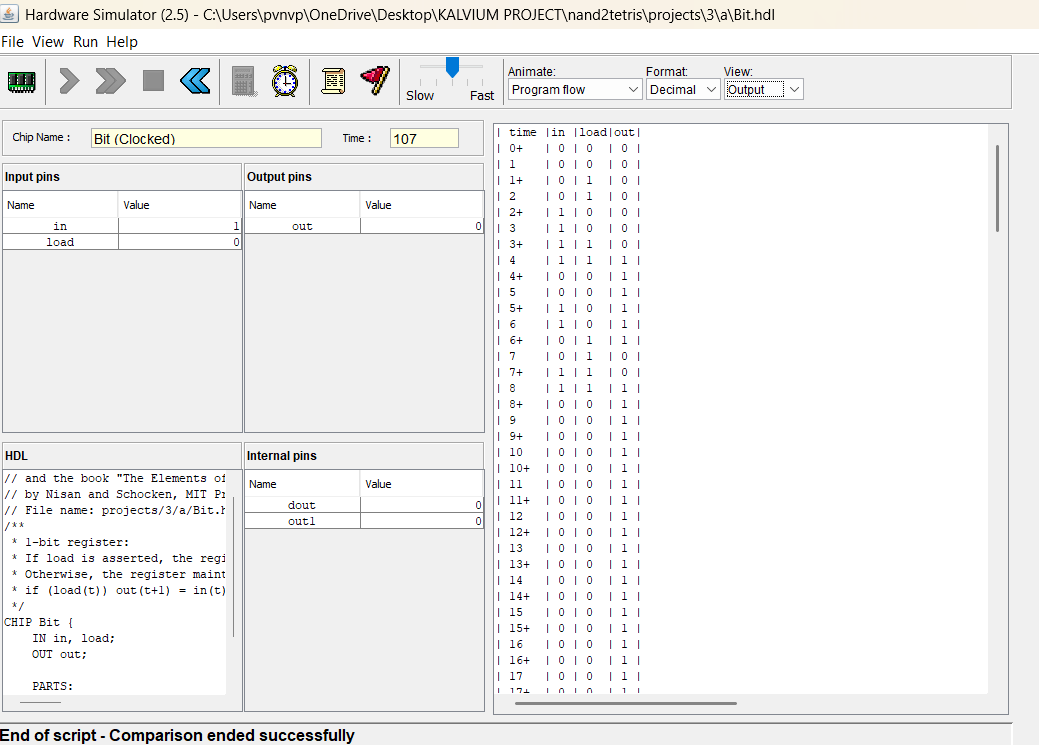 Hardware Simulator (2.5) - C:\Users\pvnvp\OneDrive\Desktop\KALVIUM PROJECT\nand2tetris\projects\3\a\Bit.hdl
File View Run Help
Slow Fast
Animate: Format: View:
Program flow Decimal Output
Chip Name : Bit (Clocked) Time : 107
Input pins
Name Value
in 1
load 0
Output pins
Name Value
out 0
HDL
// and the book "The Elements of
// by Nisan and Schocken, MIT Pr
// File name: projects/3/a/Bit.h
/**
* 1-bit register:
* If load is asserted, the regi
* Otherwise, the register maint
* if (load(t)) out(t+1) = in(t)
*/
CHIP Bit {
IN in, load;
OUT out;
PARTS:
Internal pins
Name Value
dout 0
out1 0
| time |in |load|out|
| 0+ | 0 | 0 | 0 |
| 1 | 0 | 0 | 0 |
| 1+ | 0 | 1 | 0 |
| 2 | 0 | 1 | 0 |
| 2+ | 1 | 0 | 0 |
| 3 | 1 | 0 | 0 |
| 3+ | 1 | 1 | 0 |
| 4 | 1 | 1 | 1 |
| 4+ | 0 | 0 | 1 |
| 5 | 0 | 0 | 1 |
| 5+ | 1 | 0 | 1 |
| 6 | 1 | 0 | 1 |
| 6+ | 0 | 1 | 1 |
| 7 | 0 | 1 | 0 |
| 7+ | 1 | 1 | 0 |
| 8 | 1 | 1 | 1 |
| 8+ | 0 | 0 | 1 |
| 9 | 0 | 0 | 1 |
| 9+ | 0 | 0 | 1 |
| 10 | 0 | 0 | 1 |
| 10+ | 0 | 0 | 1 |
| 11 | 0 | 0 | 1 |
| 11+ | 0 | 0 | 1 |
| 12 | 0 | 0 | 1 |
| 12+ | 0 | 0 | 1 |
| 13 | 0 | 0 | 1 |
| 13+ | 0 | 0 | 1 |
| 14 | 0 | 0 | 1 |
| 14+ | 0 | 0 | 1 |
| 15 | 0 | 0 | 1 |
| 15+ | 0 | 0 | 1 |
| 16 | 0 | 0 | 1 |
| 16+ | 0 | 0 | 1 |
| 17 | 0 | 0 | 1 |
| 17+ | 0 | 0 | 1 |
End of script - Comparison ended successfully